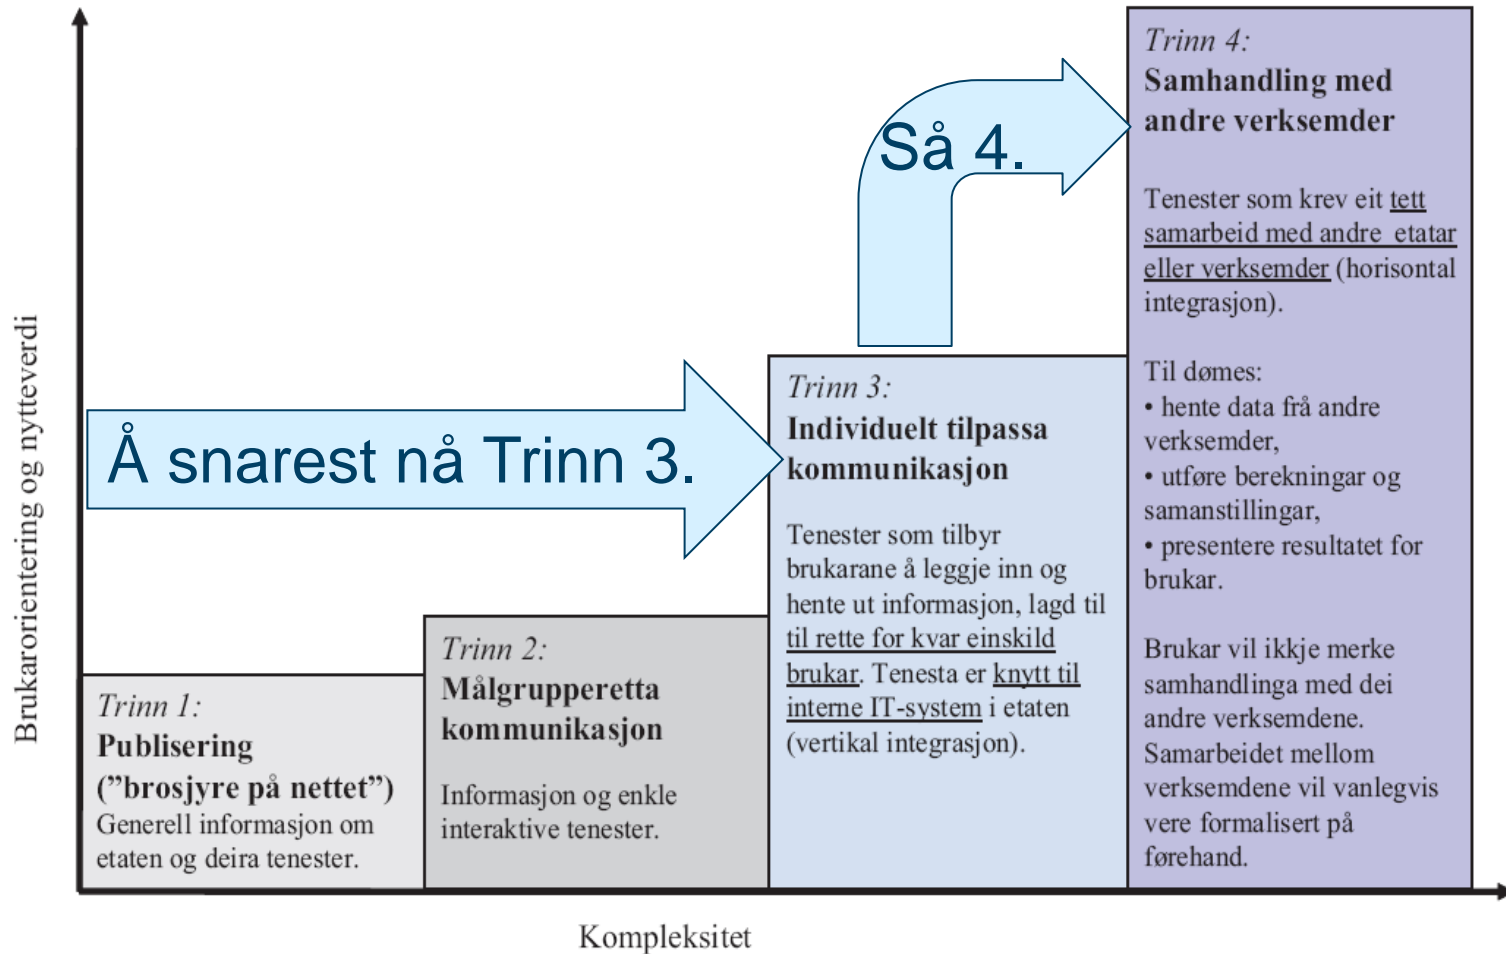 Brukarorientering og nytteverdi
Å snarest nå Trinn 3.
Så 4.
Trinn 1:
Publisering
(”brosjyre på nettet”)
Generell informasjon om
etaten og deira tenester.
Trinn 2:
Målgrupperetta
kommunikasjon
Informasjon og enkle
interaktive tenester.
Trinn 3:
Individuelt tilpassa
kommunikasjon
Tenester som tilbyr
brukarane å leggje inn og
hente ut informasjon, lagd til
til rette for kvar einskild
brukar. Tenesta er knytt til
interne IT-system i etaten
(vertikal integrasjon).
Trinn 4:
Samhandling med
andre verksemder
Tenester som krev eit tett
samarbeid med andre etatar
eller verksemder (horisontal
integrasjon).
Til dømes:
• hente data frå andre
verksemder,
• utføre berekningar og
samanstillingar,
• presentere resultatet for
brukar.
Brukar vil ikkje merke
samhandlinga med dei
andre verksemdene.
Samarbeidet mellom
verksemdene vil vanlegvis
vere formalisert på
førehand.
Kompleksitet